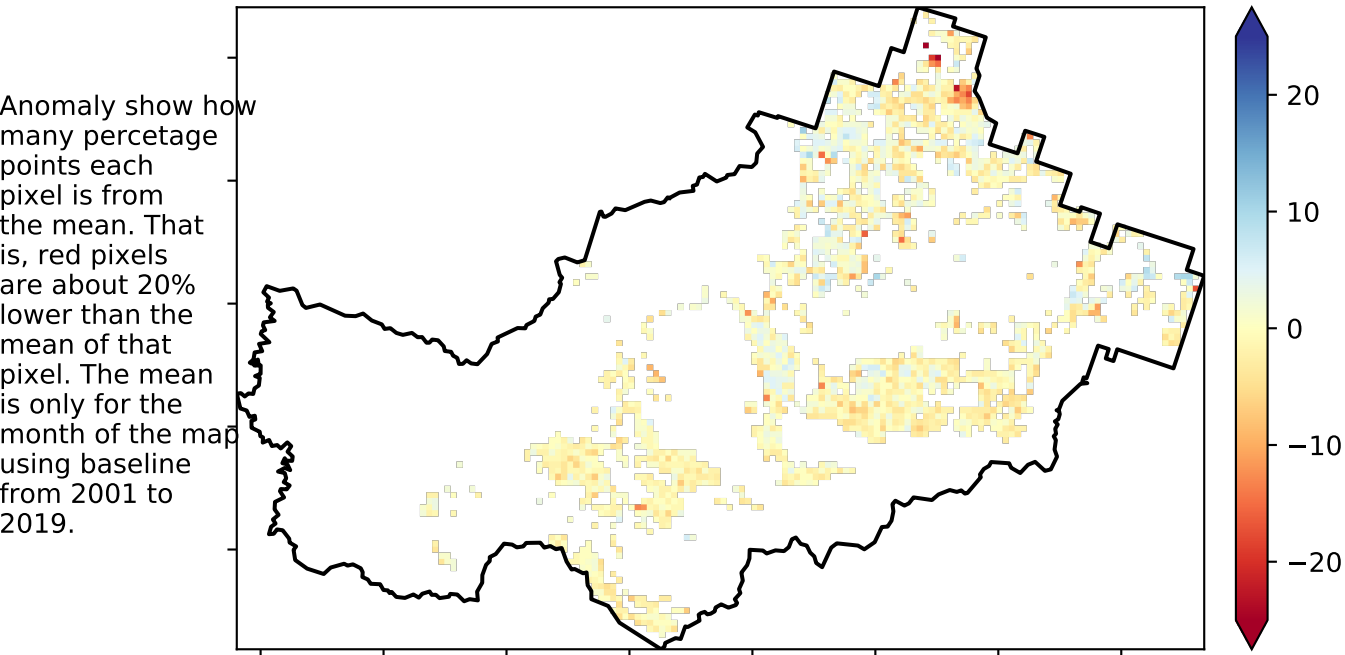 Anomaly show how
many percetage
points each
pixel is from
the mean. That
is, red pixels
are about 20%
lower than the
mean of that
pixel. The mean
is only for the
month of the map
using baseline
from 2001 to
2019.
20
10
0
−10
−20